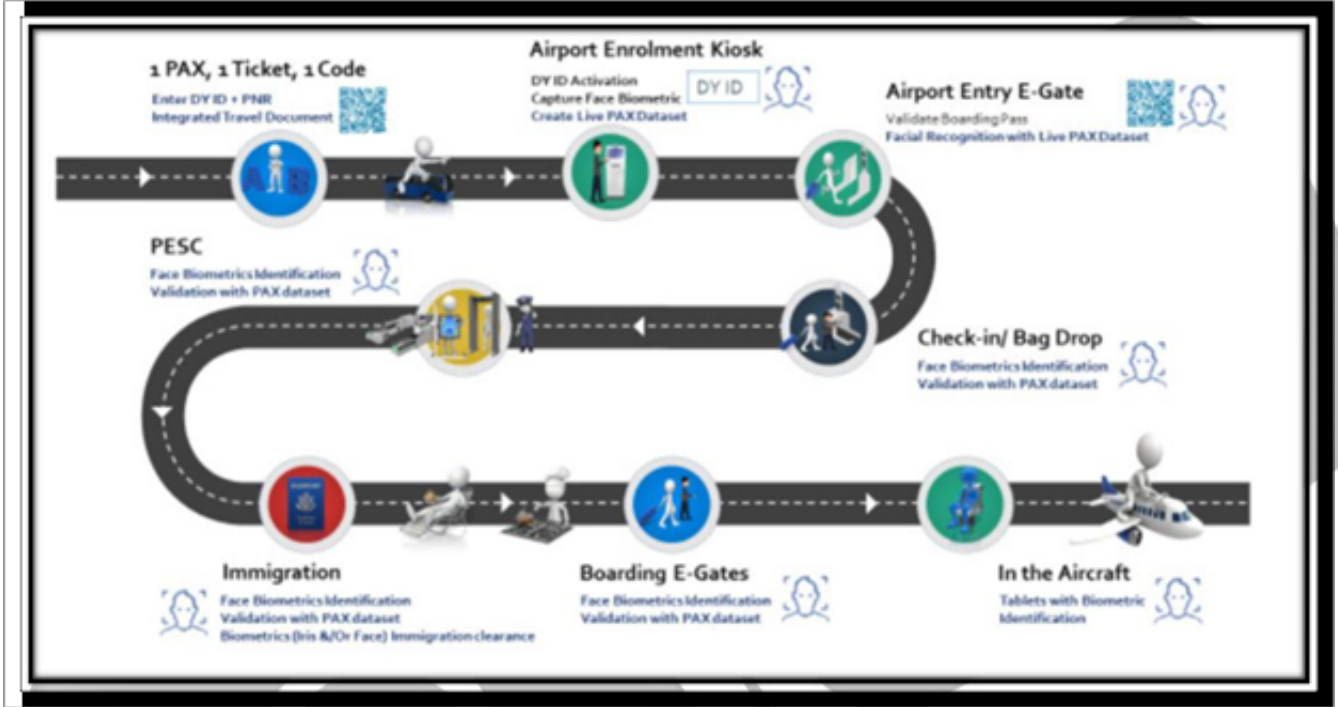 1 PAX, 1 Ticket, 1 Code
Enter DY ID + PNR
Integrated Travel Document
Airport Enrolment Kiosk
DY ID Activation
Capture Face Biometric
Create Live PAX Dataset
DY ID
Airport Entry E-Gate
Validate Boarding Pass
Facial Recognition with Live PAX Dataset
A B
PESC
Face Biometrics Identification
Validation with PAX dataset
Check-in/ Bag Drop
Face Biometrics Identification
Validation with PAX dataset
PASSPORT
Immigration
Face Biometrics Identification
Validation with PAX dataset
Biometrics (Iris &/Or Face) Immigration clearance
Boarding E-Gates
Face Biometrics Identification
Validation with PAX dataset
In the Aircraft
Tablets with Biometric
Identification